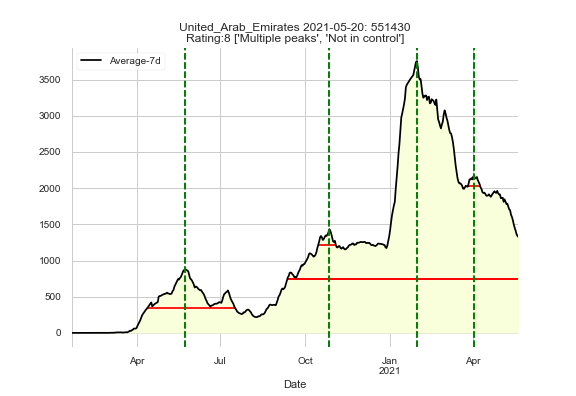 United_Arab_Emirates 2021-05-20: 551430
Rating:8 ['Multiple peaks', 'Not in control']
Average-7d
3500
3000
2500
2000
1500
1000
500
0
Apr Jul Oct Jan Apr
2021
Date